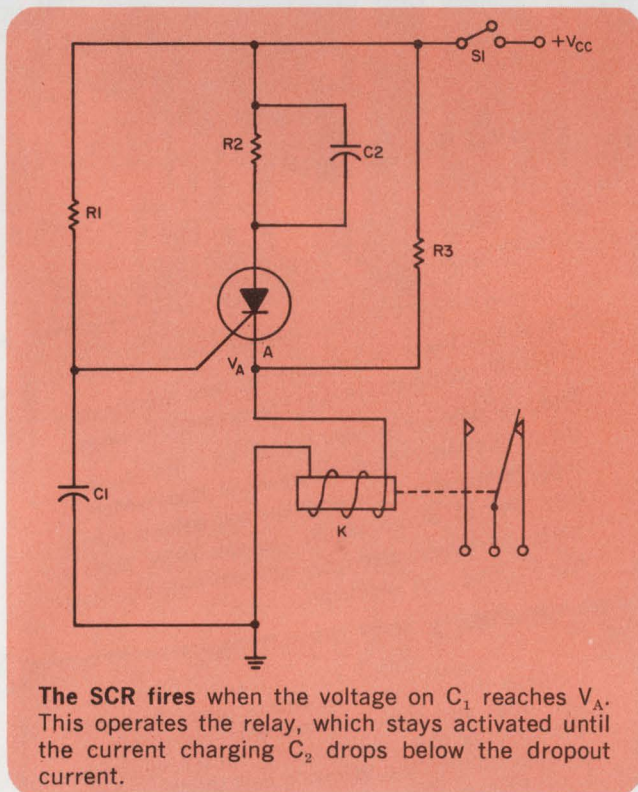 S1
+VCC
R2
C2
R1
R3
A
VA
C1
K
The SCR fires when the voltage on C1 reaches VA.
This operates the relay, which stays activated until
the current charging C2 drops below the dropout
current.